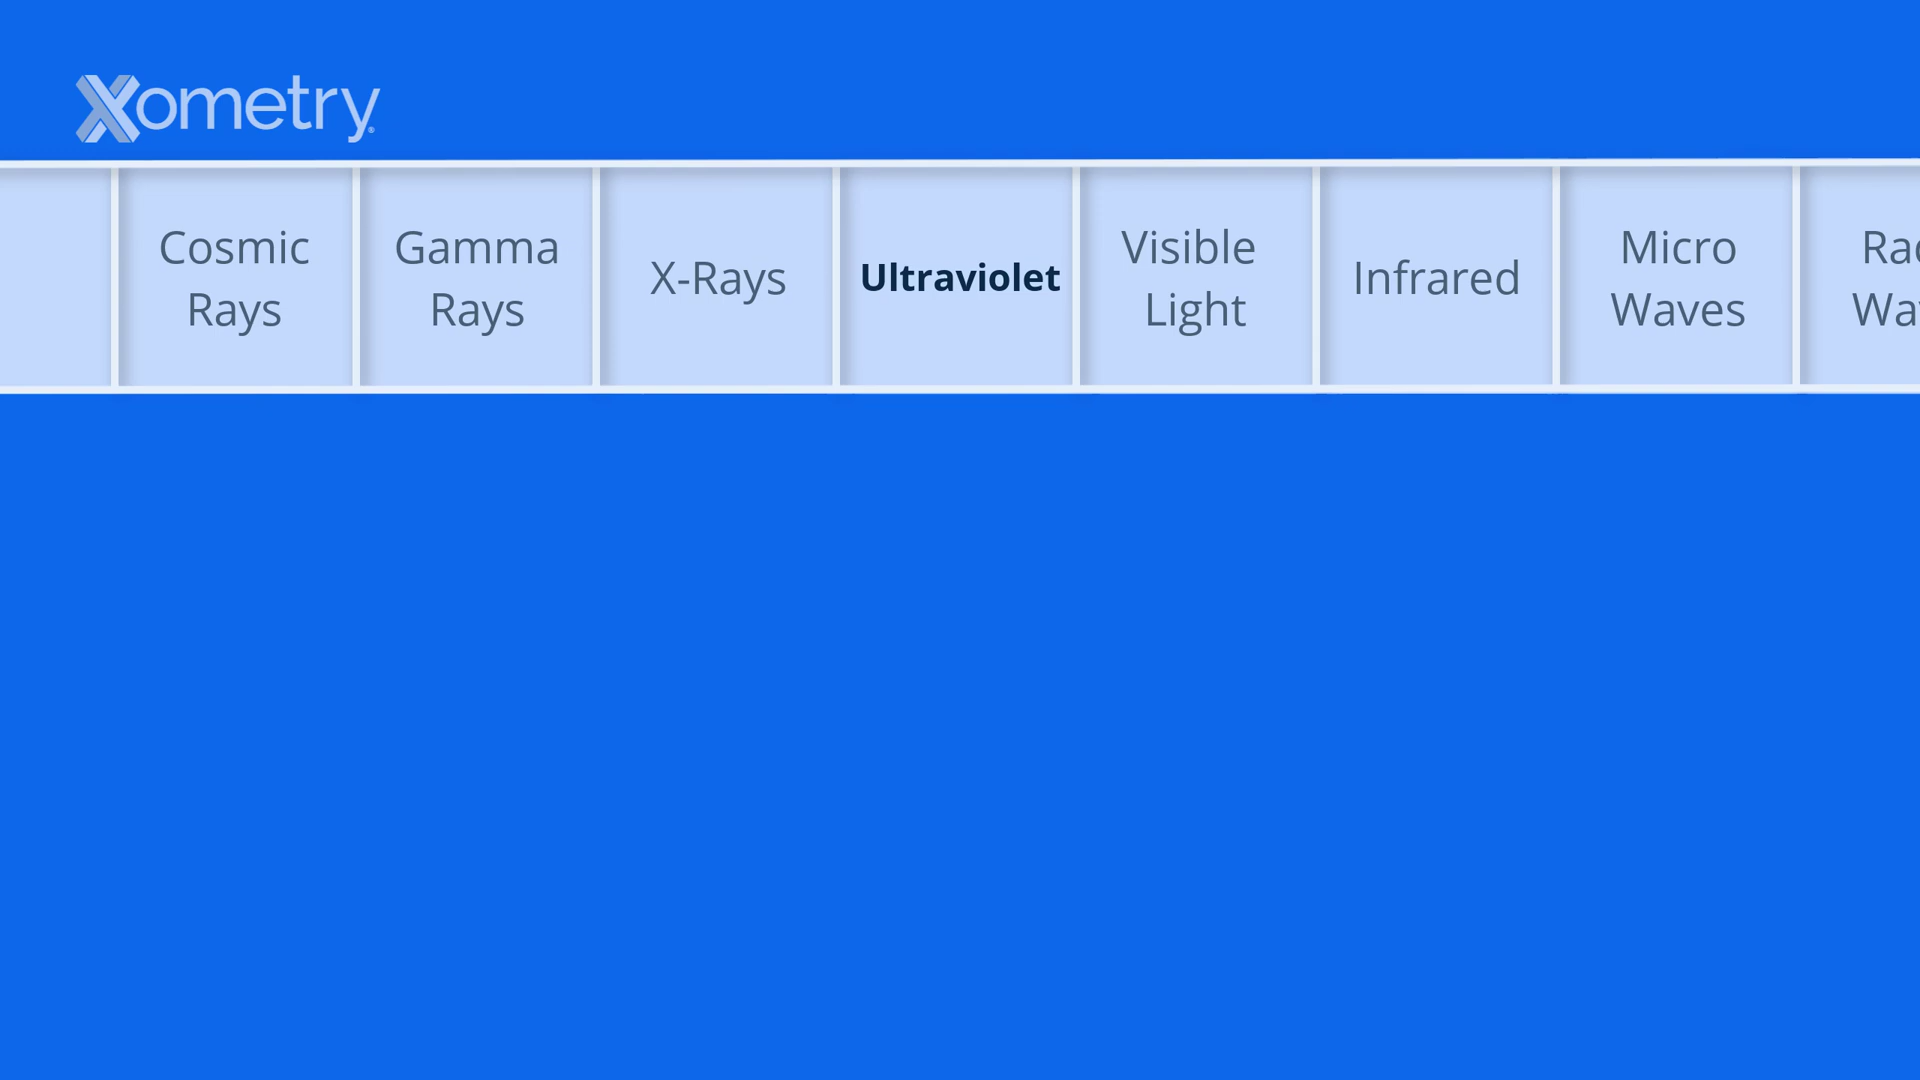 Xometry®
Cosmic
Rays
Gamma
Rays
X-Rays
Ultraviolet
Visible
Light
Infrared
Micro
Waves